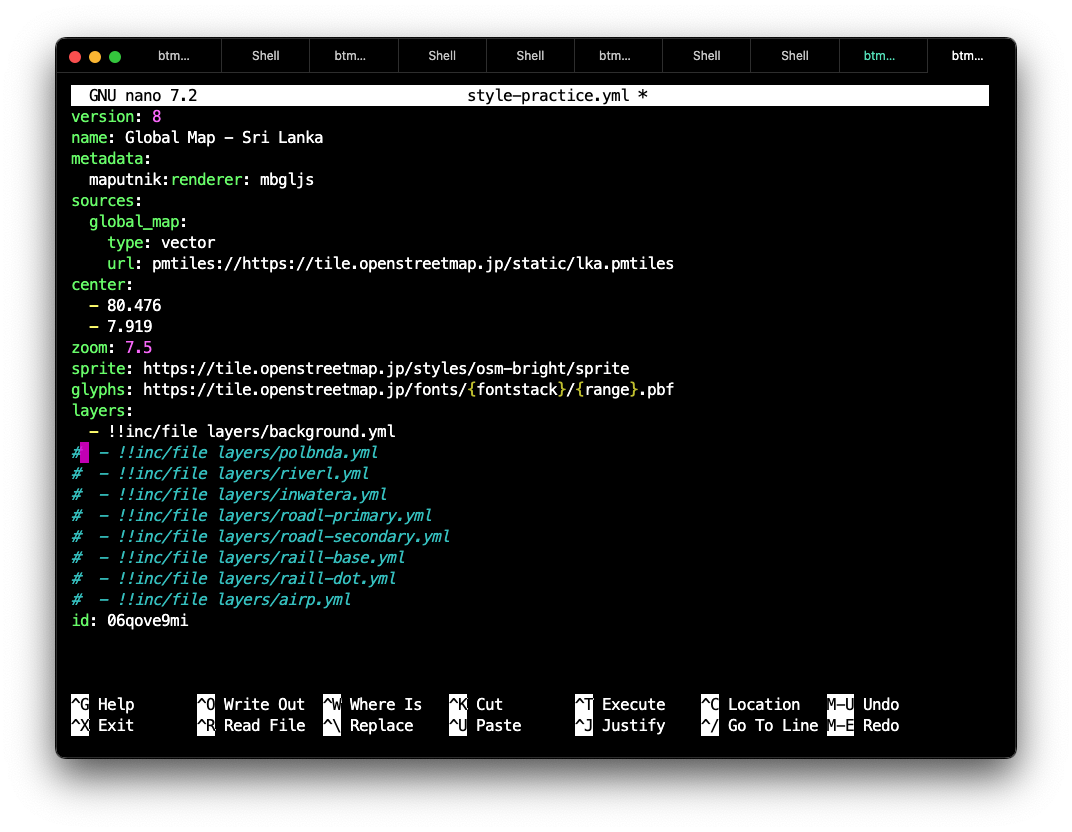 btm... Shell btm... Shell Shell btm... Shell Shell btm... btm...
GNU nano 7.2 style-practice.yml *
version: 8
name: Global Map - Sri Lanka
metadata:
  maputnik:renderer: mbgljs
sources:
  global_map:
    type: vector
    url: pmtiles://https://tile.openstreetmap.jp/static/lka.pmtiles
center:
  - 80.476
  - 7.919
zoom: 7.5
sprite: https://tile.openstreetmap.jp/styles/osm-bright/sprite
glyphs: https://tile.openstreetmap.jp/fonts/{fontstack}/{range}.pbf
layers:
  - !!inc/file layers/background.yml
#  - !!inc/file layers/polbnda.yml
#  - !!inc/file layers/riverl.yml
#  - !!inc/file layers/inwatera.yml
#  - !!inc/file layers/roadl-primary.yml
#  - !!inc/file layers/roadl-secondary.yml
#  - !!inc/file layers/raill-base.yml
#  - !!inc/file layers/raill-dot.yml
#  - !!inc/file layers/airp.yml
id: 06qove9mi
^G Help ^O Write Out ^W Where Is ^K Cut ^T Execute ^C Location M-U Undo
^X Exit ^R Read File ^\ Replace ^U Paste ^J Justify ^/ Go To Line M-E Redo